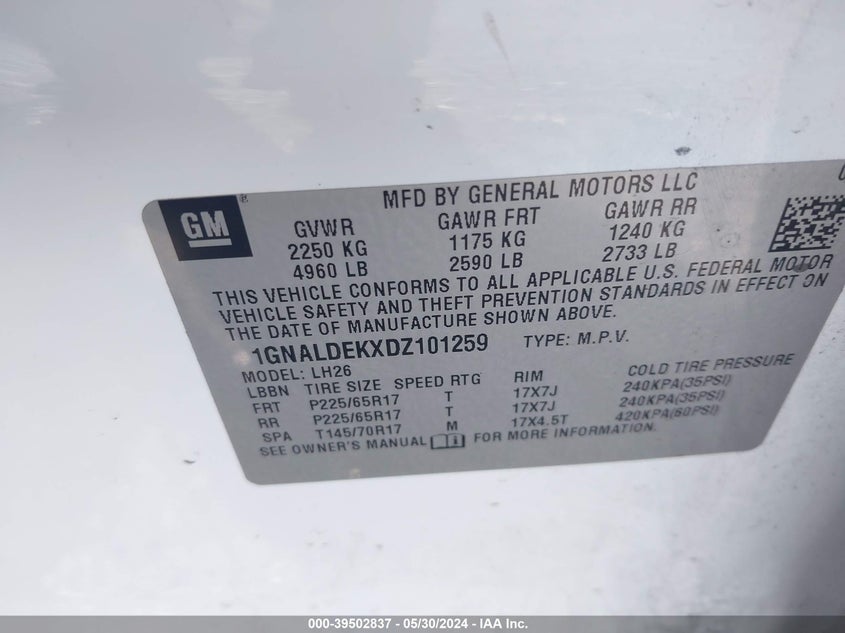 GM
®
MFD BY GENERAL MOTORS LLC
GVWR GAWR FRT GAWR RR
2250 KG 1175 KG 1240 KG
4960 LB 2590 LB 2733 LB
THIS VEHICLE CONFORMS TO ALL APPLICABLE U.S. FEDERAL MOTOR
VEHICLE SAFETY AND THEFT PREVENTION STANDARDS IN EFFECT ON
THE DATE OF MANUFACTURE SHOWN ABOVE.
1GNALDEKXDZ101259 TYPE: M.P.V.
MODEL: LH26
LBBN TIRE SIZE SPEED RTG RIM COLD TIRE PRESSURE
FRT P225/65R17 T 17X7J 240KPA(35PSI)
RR P225/65R17 T 17X7J 240KPA(35PSI)
SPA T145/70R17 M 17X4.5T 420KPA(60PSI)
SEE OWNER'S MANUAL FOR MORE INFORMATION.
000-39502837 - 05/30/2024 - IAA Inc.